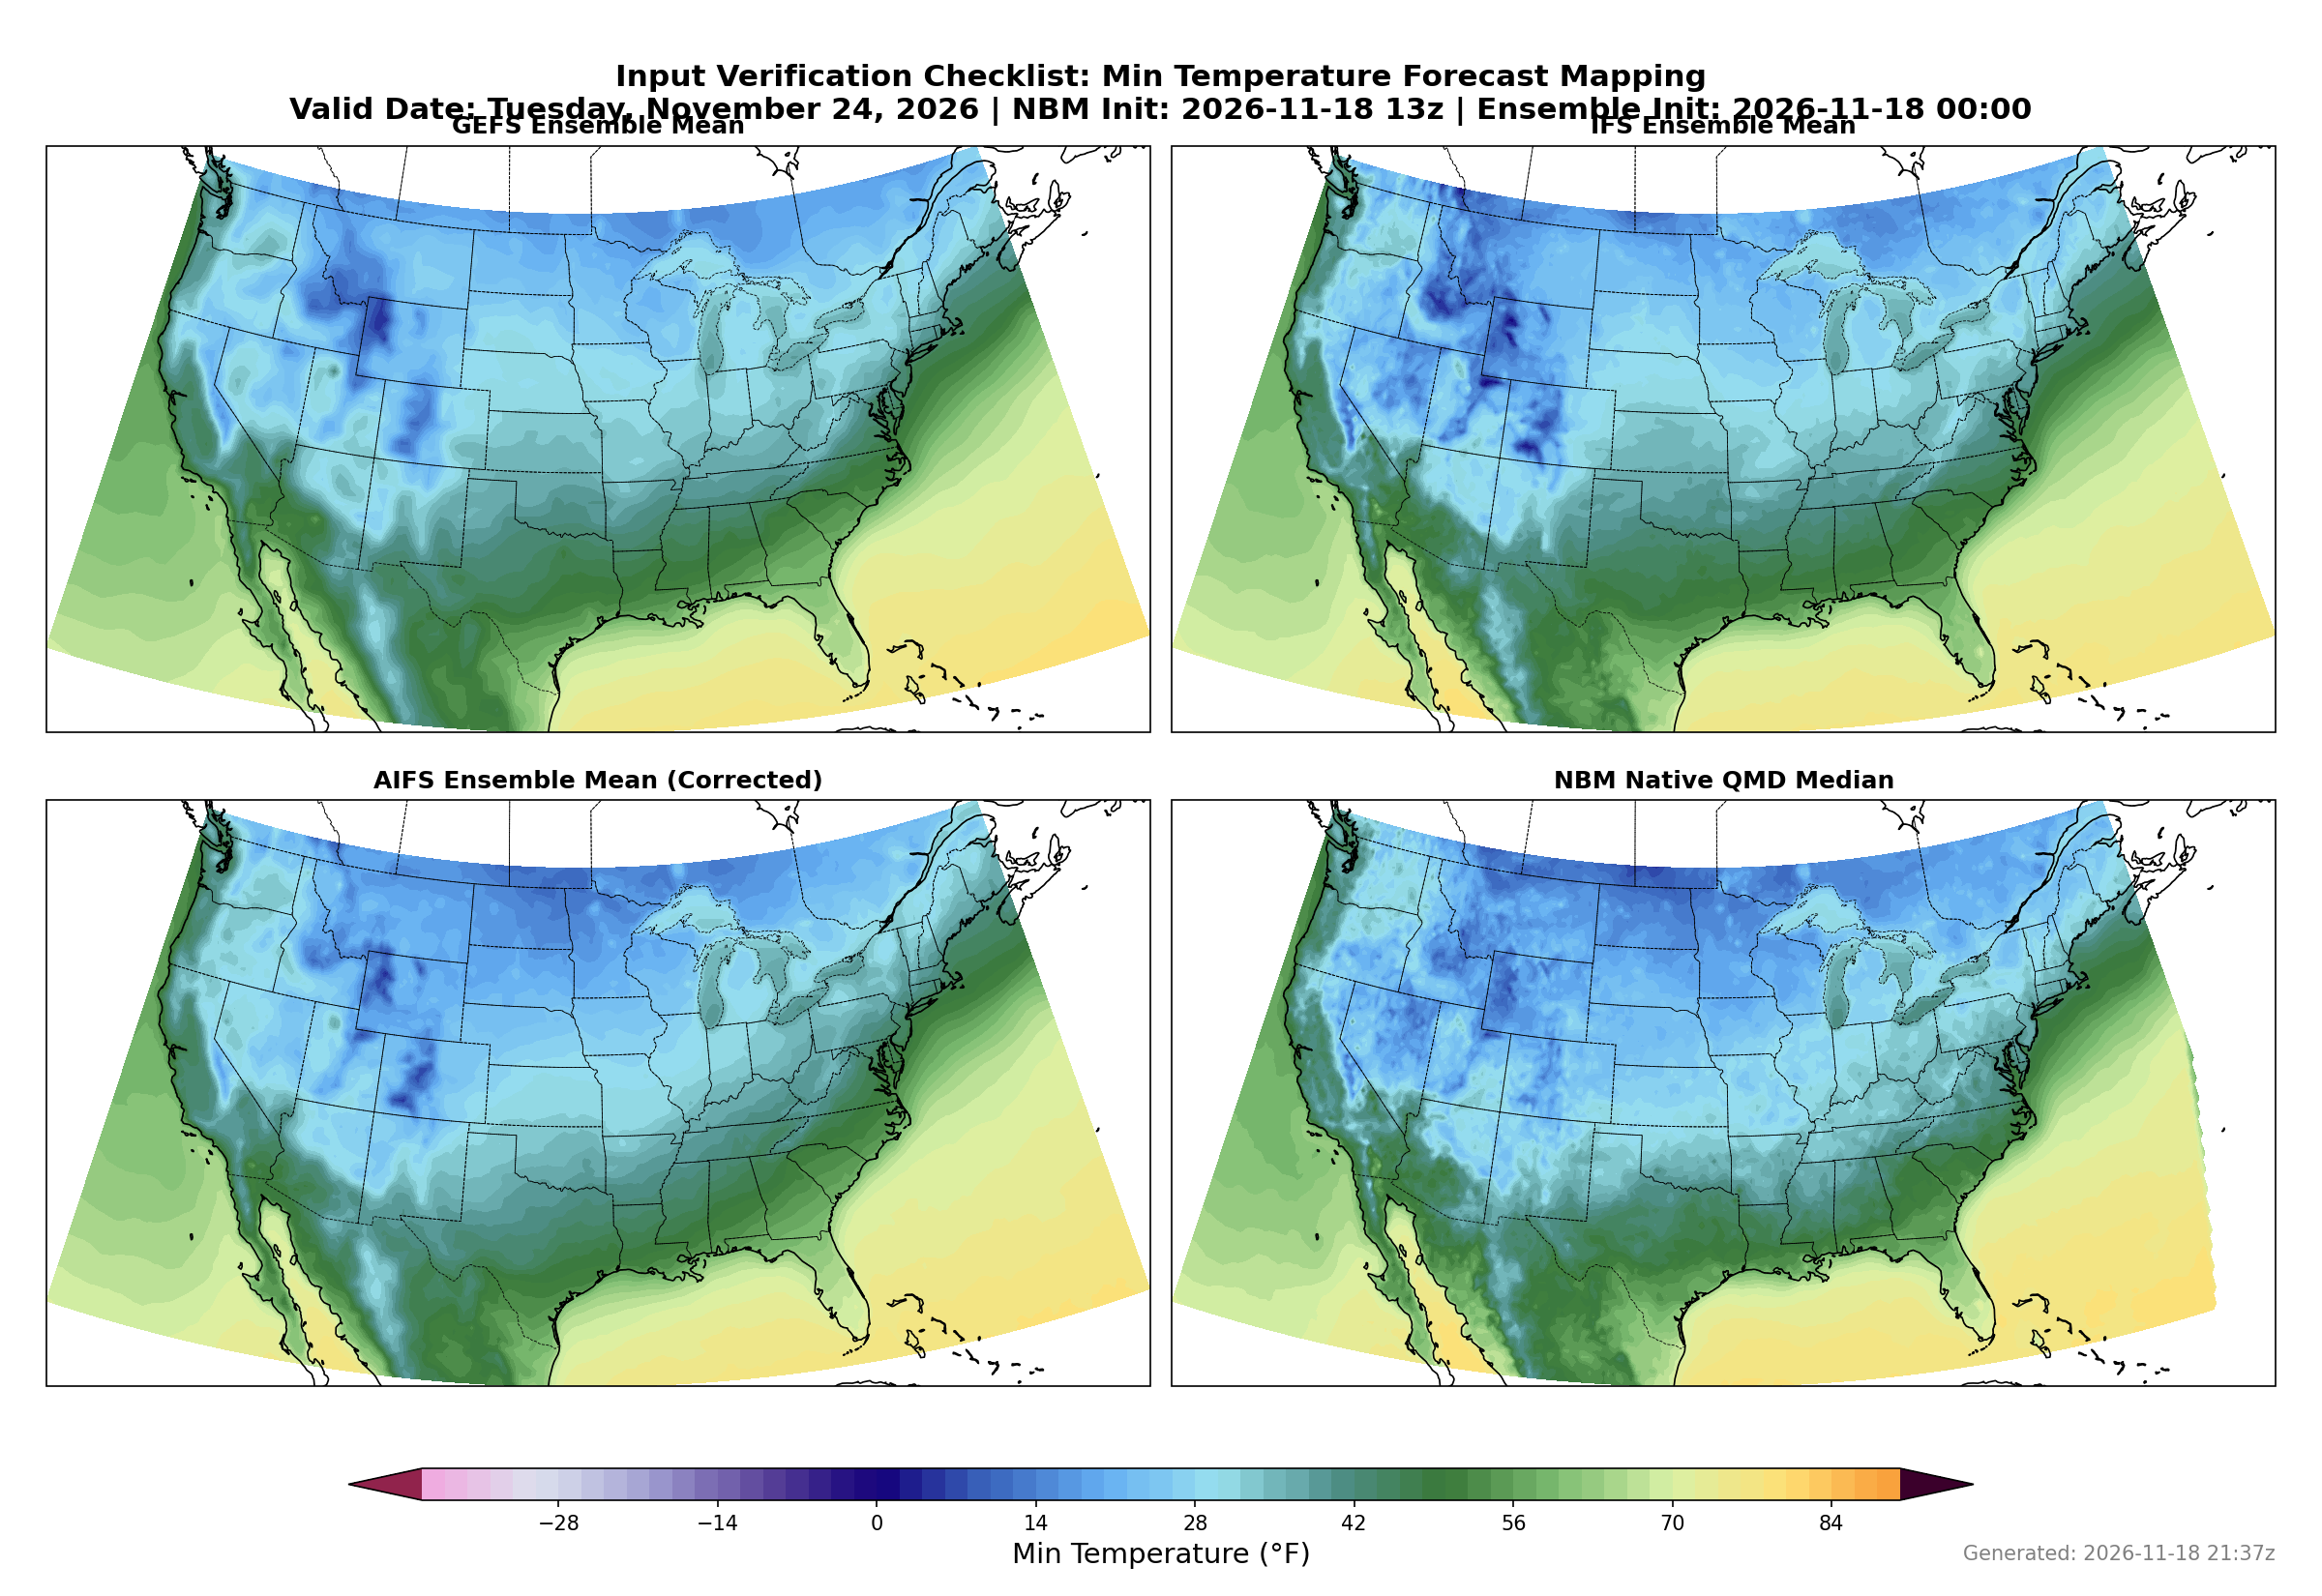 Input Verification Checklist: Min Temperature Forecast Mapping
Valid Date: Tuesday, November 24, 2026 | NBM Init: 2026-11-18 13z | Ensemble Init: 2026-11-18 00:00
GEFS Ensemble Mean
IFS Ensemble Mean
AIFS Ensemble Mean (Corrected)
NBM Native QMD Median
−28 −14 0 14 28 42 56 70 84
Min Temperature (°F)
Generated: 2026-11-18 21:37z